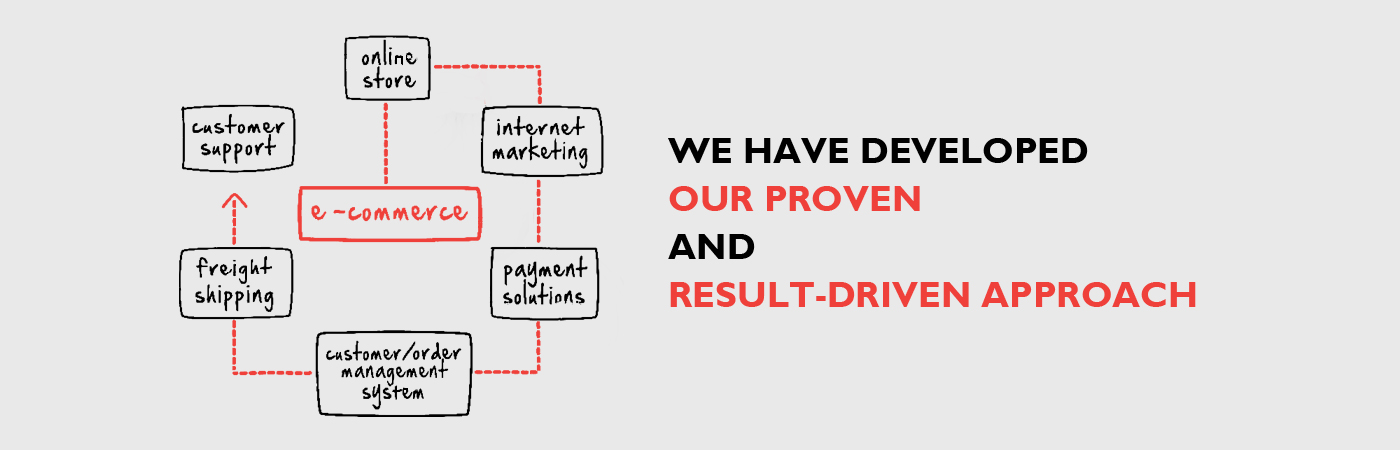 online
store
customer
support
internet
marketing
e-commerce
freight
shipping
payment
solutions
customer/order
management
system
WE HAVE DEVELOPED
OUR PROVEN
AND
RESULT-DRIVEN APPROACH